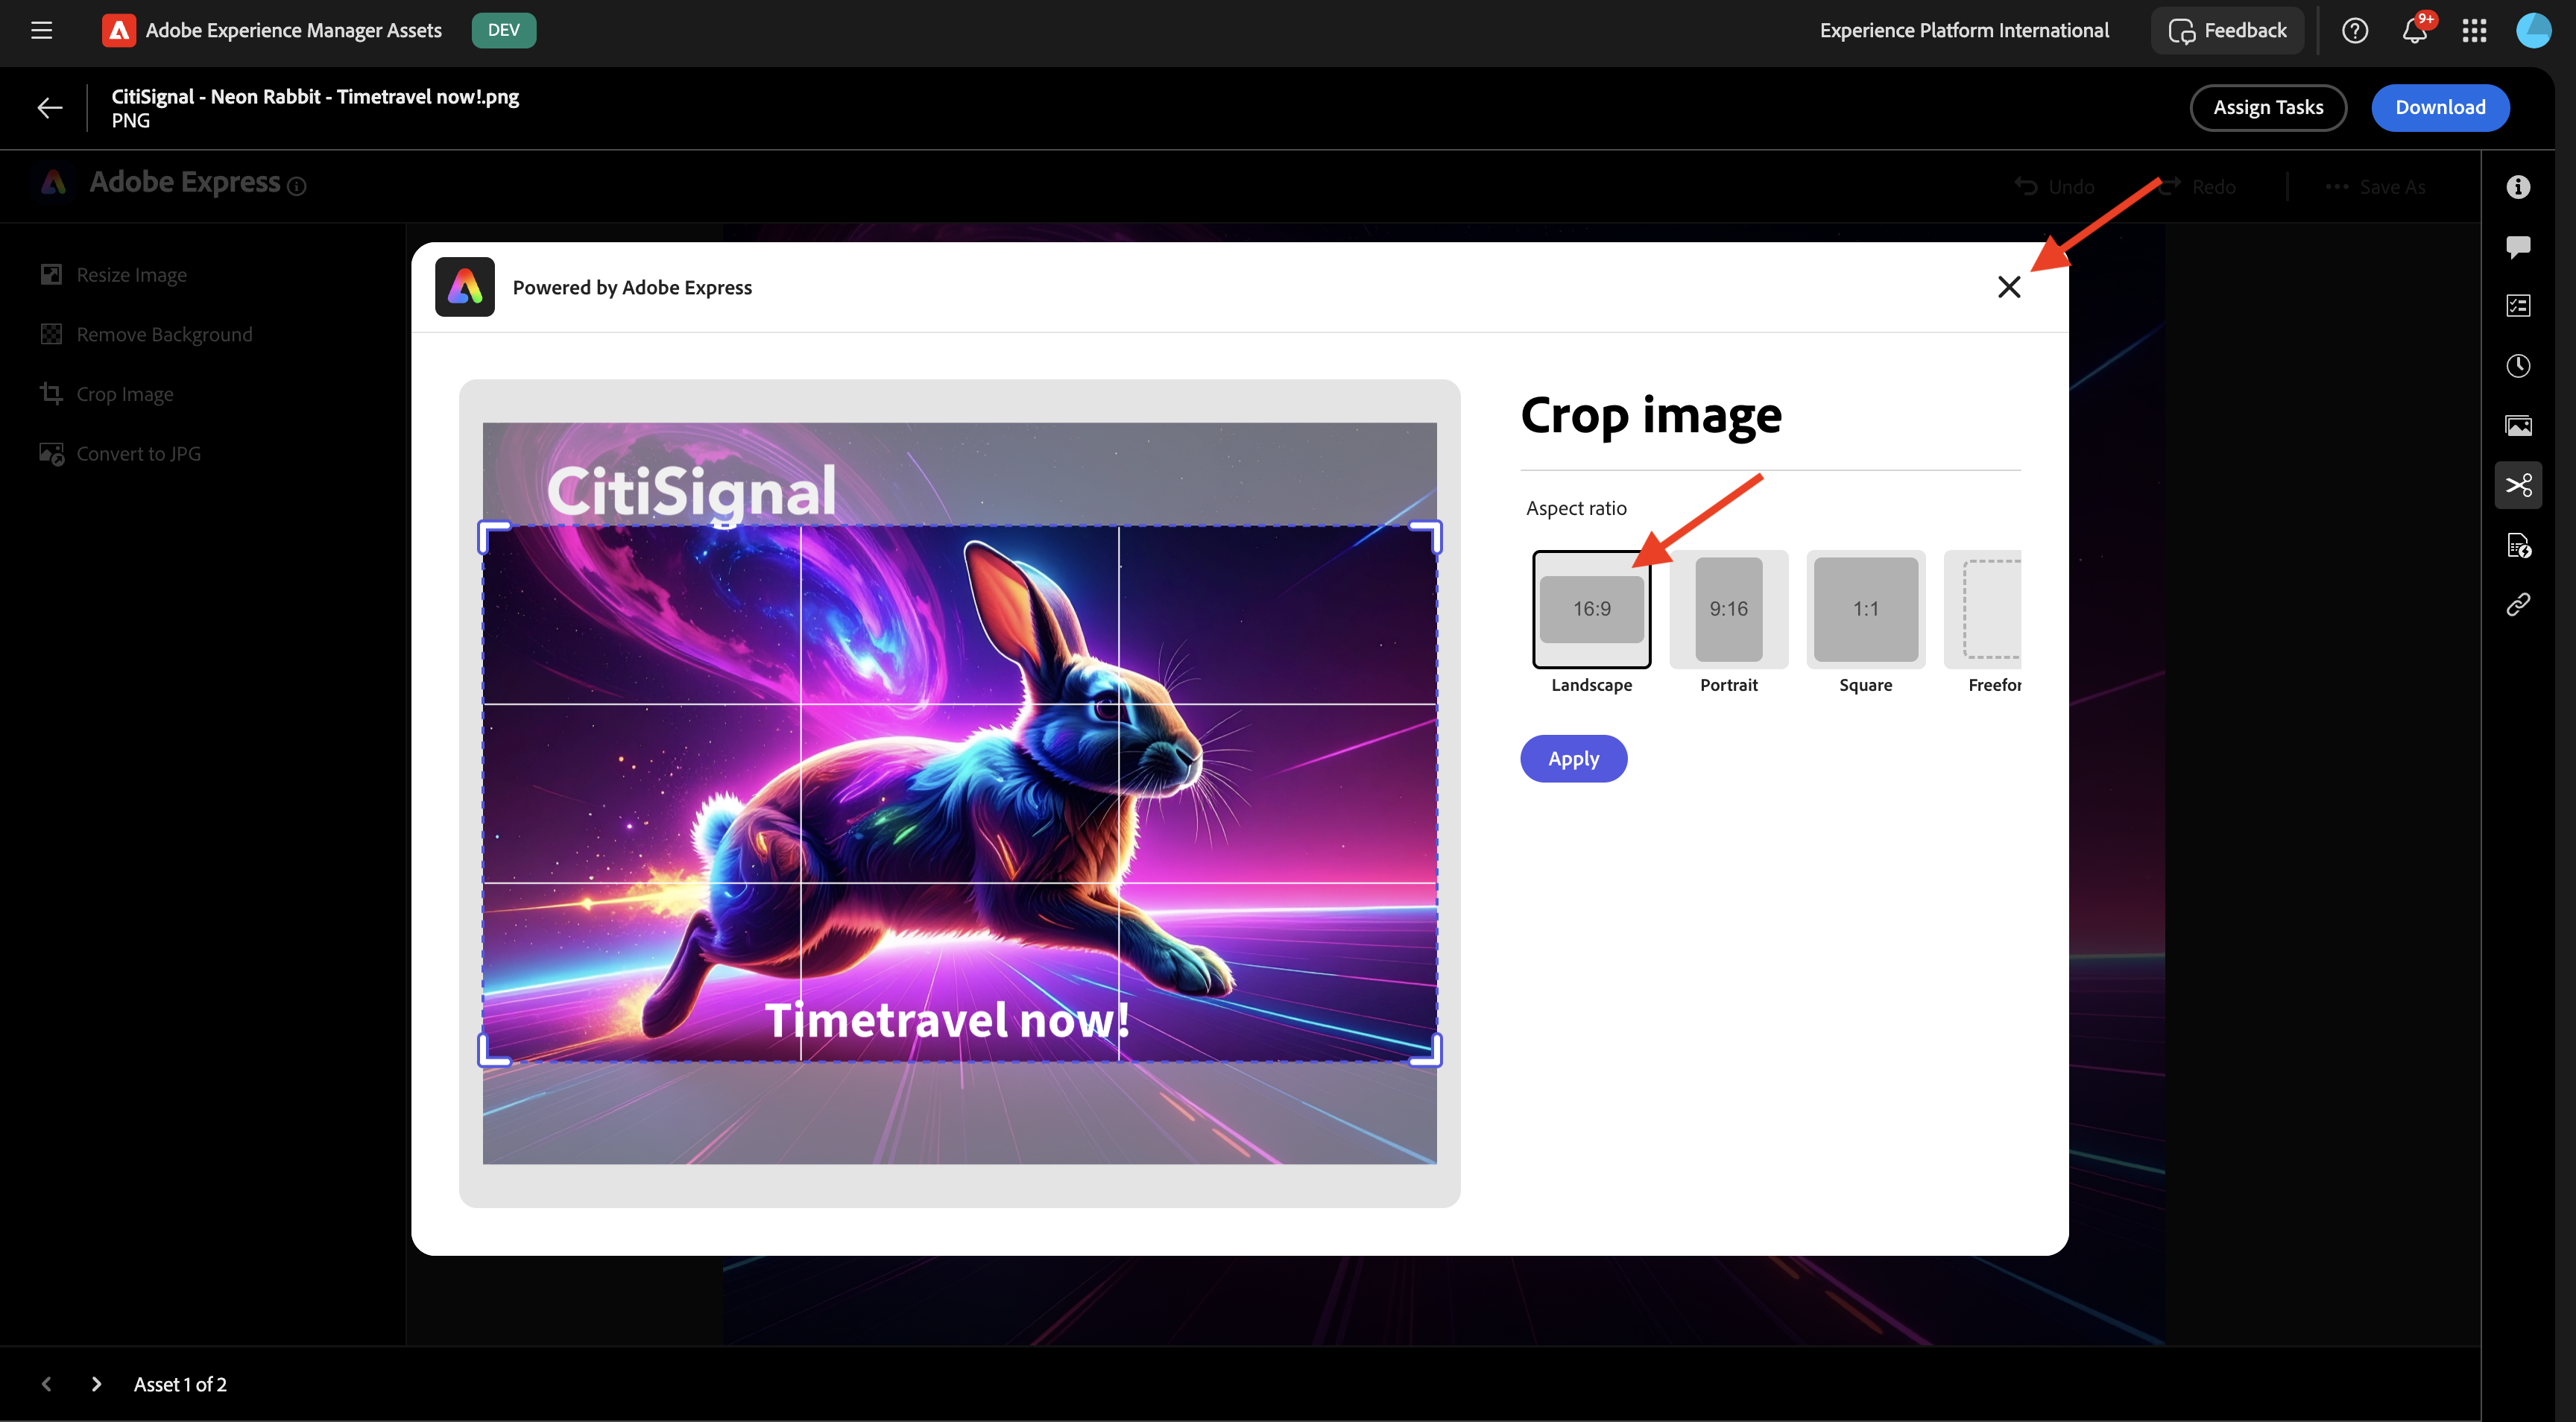 Adobe Experience Manager Assets
DEV
Experience Platform International
Feedback
9+
CitiSignal - Neon Rabbit - Timetravel now!.png
PNG
Assign Tasks
Download
Adobe Express
Undo
Redo
Save As
Resize Image
Remove Background
Crop Image
Convert to JPG
Powered by Adobe Express
CitiSignal
Timetravel now!
Crop image
Aspect ratio
16:9
9:16
1:1
Landscape
Portrait
Square
Freefor
Apply
Asset 1 of 2